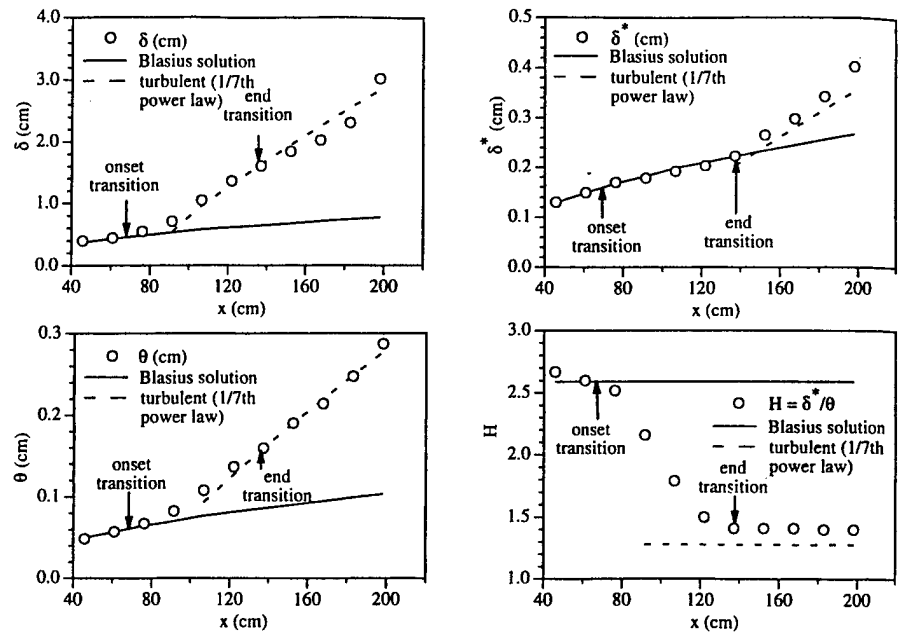 4.0
3.0
2.0
1.0
0.0
δ (cm)
δ (cm)
Blasius solution
turbulent (1/7th
power law)
end
transition
onset
transition
40
80
120
160
200
x (cm)
0.5
0.4
0.3
0.2
0.1
0.0
δ* (cm)
δ* (cm)
Blasius solution
turbulent (1/7th
power law)
onset
transition
end
transition
40
80
120
160
200
x (cm)
0.3
0.2
0.1
0.0
θ (cm)
θ (cm)
Blasius solution
turbulent (1/7th
power law)
onset
transition
end
transition
40
80
120
160
200
x (cm)
3.0
2.5
2.0
1.5
1.0
H
onset
transition
H = δ*/θ
Blasius solution
turbulent (1/7th
power law)
end
transition
40
80
120
160
200
x (cm)